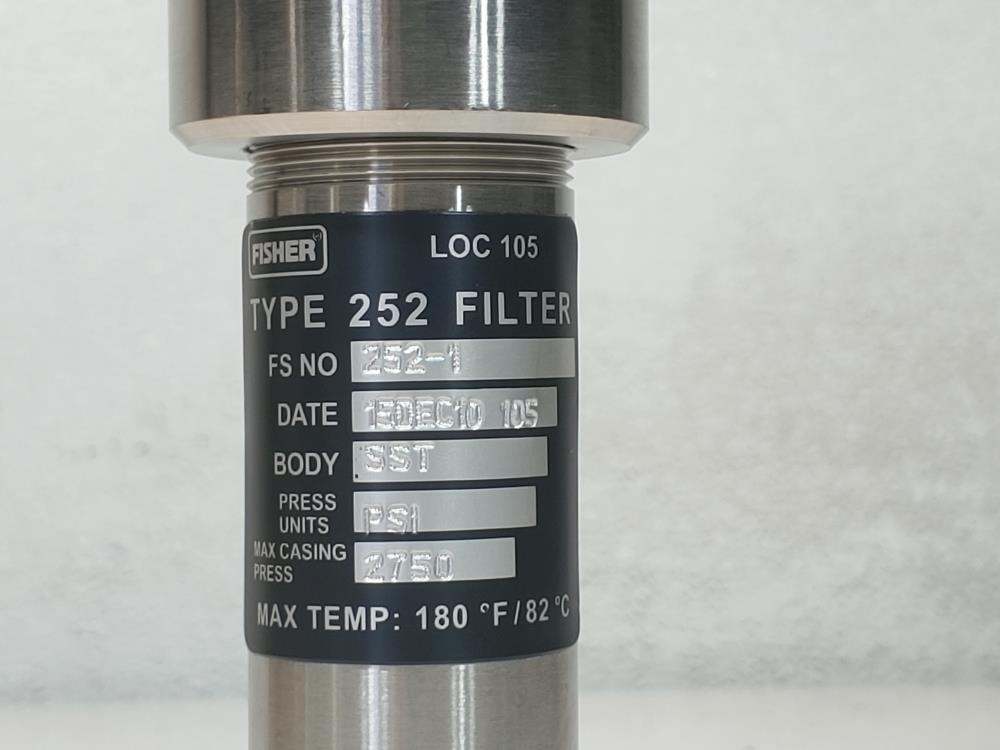 FISHER
LOC 105
TYPE 252 FILTER
FS NO 252-1
DATE 15DEC10 105
BODY SST
PRESS UNITS PSI
MAX CASING PRESS 2750
MAX TEMP: 180 °F/82 °C